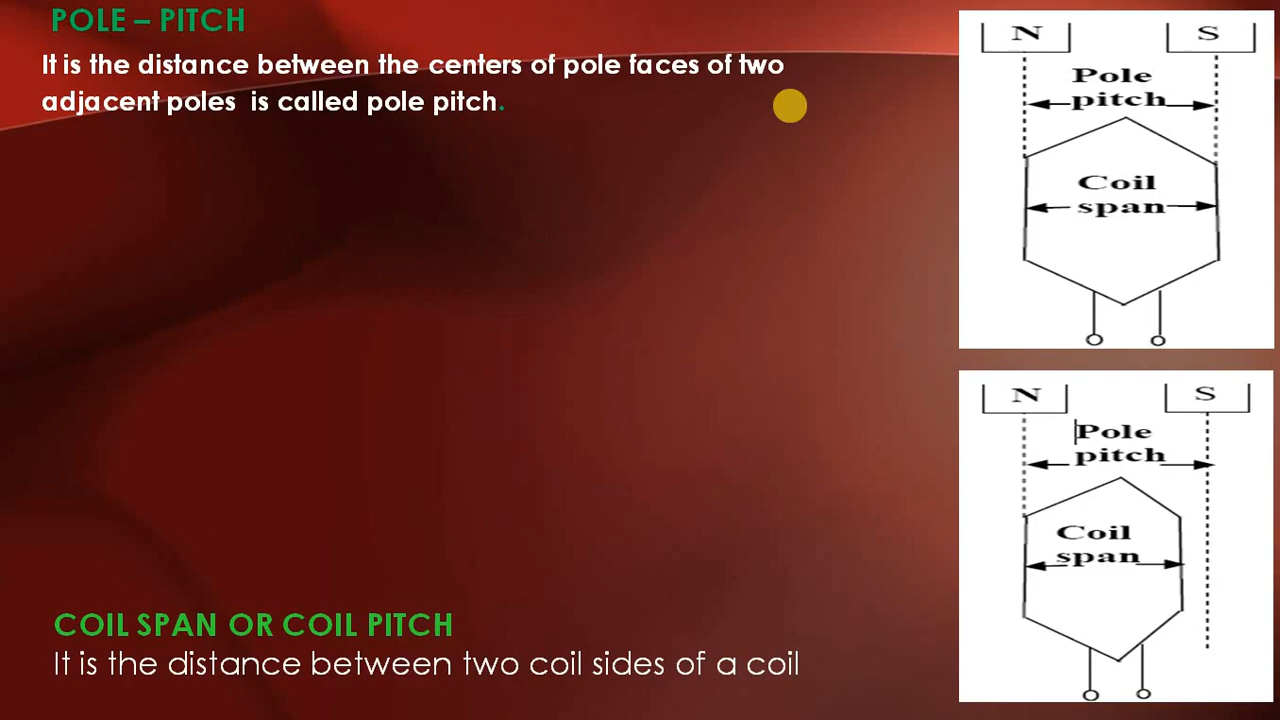 POLE – PITCH
It is the distance between the centers of pole faces of two
adjacent poles is called pole pitch.
N S
Pole
pitch
Coil
span
N S
Pole
pitch
Coil
span
COIL SPAN OR COIL PITCH
It is the distance between two coil sides of a coil